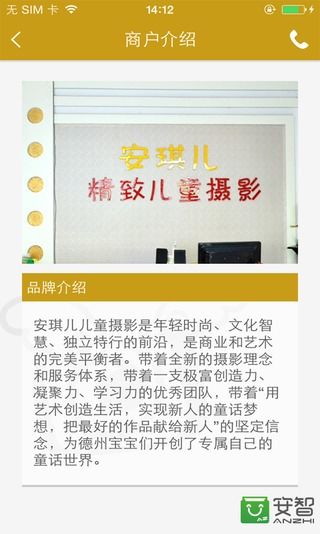 无 SIM 卡 14:12
商户介绍
安琪儿
精致儿童摄影
品牌介绍
安琪儿儿童摄影是年轻时尚、文化智
慧、独立特行的前沿，是商业和艺术
的完美平衡者。带着全新的摄影理念
和服务体系，带着一支极富创造力、
凝聚力、学习力的优秀团队，带着“用
艺术创造生活，实现新人的童话梦
想，把最好的作品献给新人”的坚定信
念，为德州宝宝们开创了专属自己的
童话世界。
安智
ANZHI